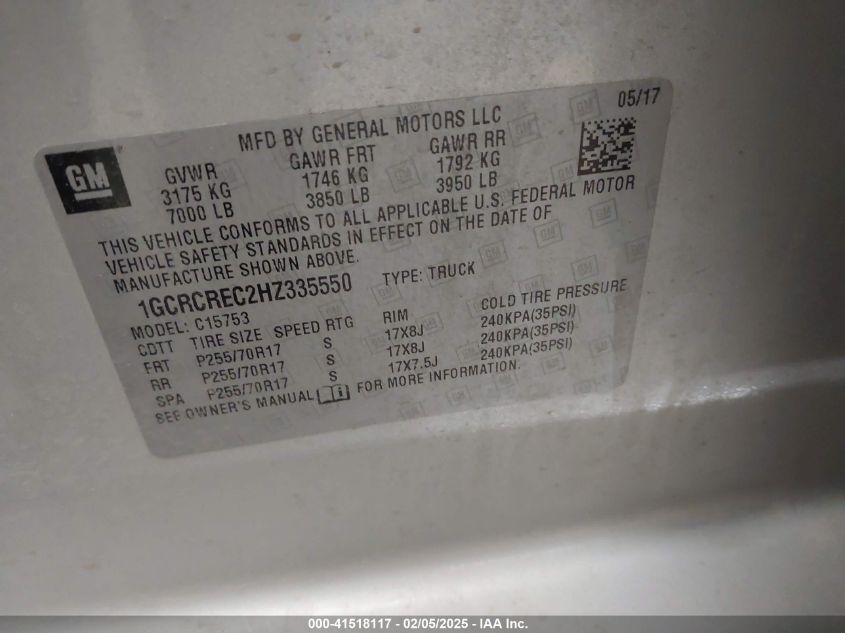 05/17
MFD BY GENERAL MOTORS LLC
GM
GVWR GAWR FRT GAWR RR
3175 KG 1746 KG 1792 KG
7000 LB 3850 LB 3950 LB
THIS VEHICLE CONFORMS TO ALL APPLICABLE U.S. FEDERAL MOTOR
VEHICLE SAFETY STANDARDS IN EFFECT ON THE DATE OF
MANUFACTURE SHOWN ABOVE.
1GCRCREC2HZ335550 TYPE: TRUCK
MODEL: C15753
CDTT TIRE SIZE SPEED RTG RIM COLD TIRE PRESSURE
FRT P255/70R17 S 17X8J 240KPA(35PSI)
RR P255/70R17 S 17X8J 240KPA(35PSI)
SPA P255/70R17 S 17X7.5J 240KPA(35PSI)
SEE OWNER'S MANUAL FOR MORE INFORMATION.
000-41518117 - 02/05/2025 - IAA Inc.